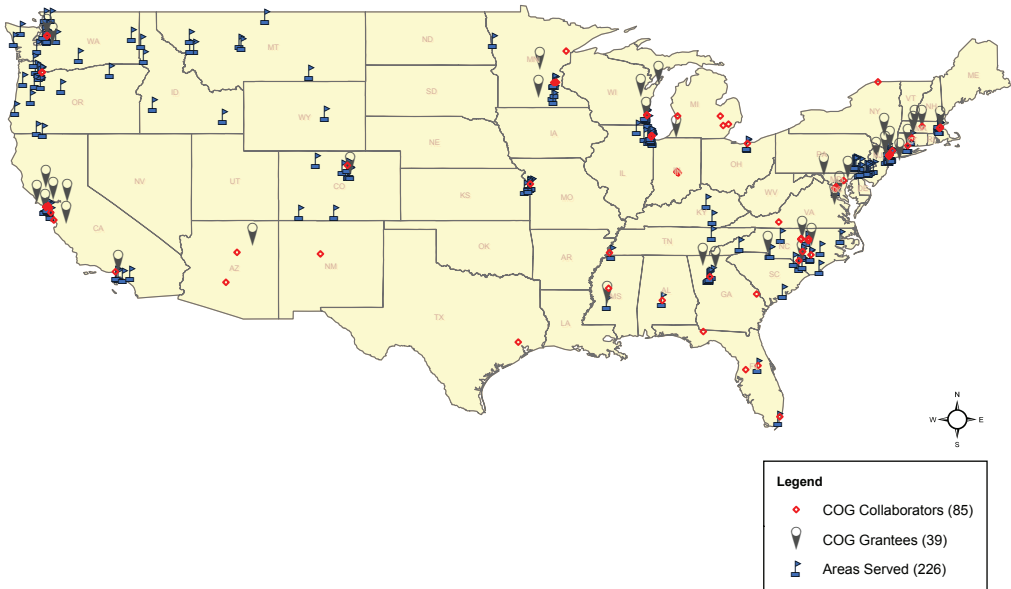 WA
MT
ND
MN
ME
OR
ID
SD
WI
MI
NY
VT
NH
WY
IA
NE
PA
NV
UT
CO
IL
IN
OH
WV
VA
CA
KS
MO
KY
AZ
NM
OK
AR
TN
NC
SC
MS
AL
GA
TX
LA
N
W
E
S
Legend
COG Collaborators (85)
COG Grantees (39)
Areas Served (226)